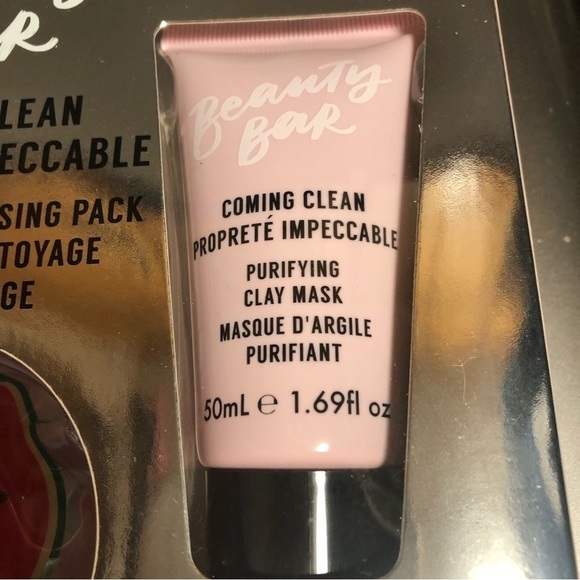 BAR
LEAN
ECCABLE
SING PACK
TOYAGE
GE
Beauty
BAR
COMING CLEAN
PROPRETÉ IMPECCABLE
PURIFYING
CLAY MASK
MASQUE D'ARGILE
PURIFIANT
50mL e 1.69fl oz